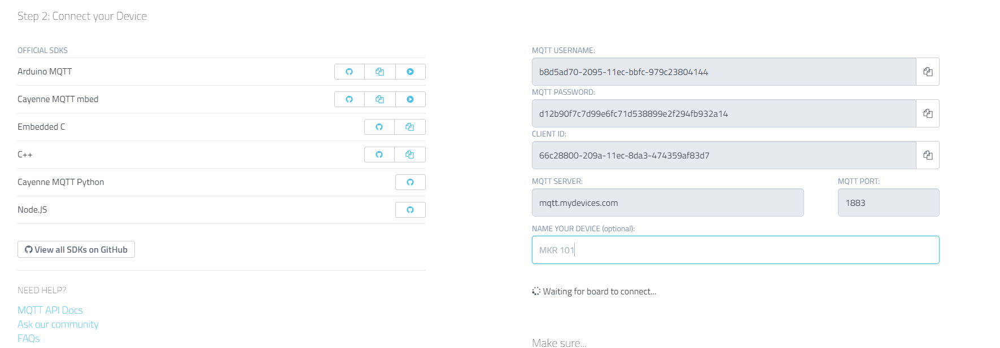 Step 2: Connect your Device
OFFICIAL SDKS
Arduino MQTT
Cayenne MQTT mbed
Embedded C
C++
Cayenne MQTT Python
Node.JS
View all SDKs on GitHub
NEED HELP?
MQTT API Docs
Ask our community
FAQs
MQTT USERNAME:
b8d5ad70-2095-11ec-bbfc-979c23804144
MQTT PASSWORD:
d12b90f7c7d99e6fc71d538899e2f294fb932a14
CLIENT ID:
66c28800-209a-11ec-8da3-474359af83d7
MQTT SERVER:
mqtt.mydevices.com
MQTT PORT:
1883
NAME YOUR DEVICE (optional):
MKR 101
Waiting for board to connect...
Make sure...